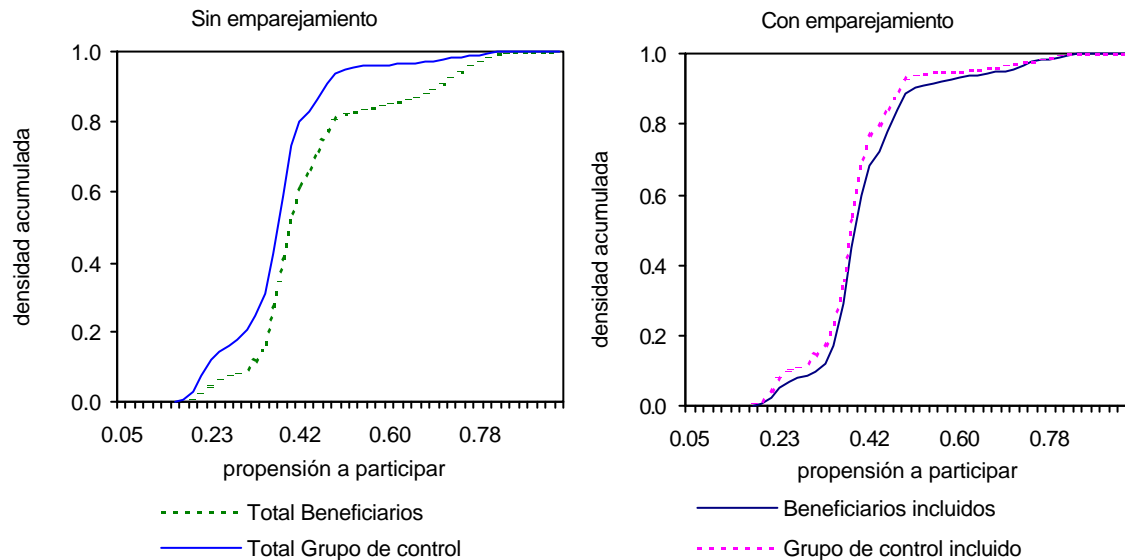 Sin emparejamiento
1.0
0.8
0.6
0.4
0.2
0.0
densidad acumulada
0.05 0.23 0.42 0.60 0.78
propensión a participar
Total Beneficiarios
Total Grupo de control
Con emparejamiento
1.0
0.8
0.6
0.4
0.2
0.0
densidad acumulada
0.05 0.23 0.42 0.60 0.78
propensión a participar
Beneficiarios incluidos
Grupo de control incluido